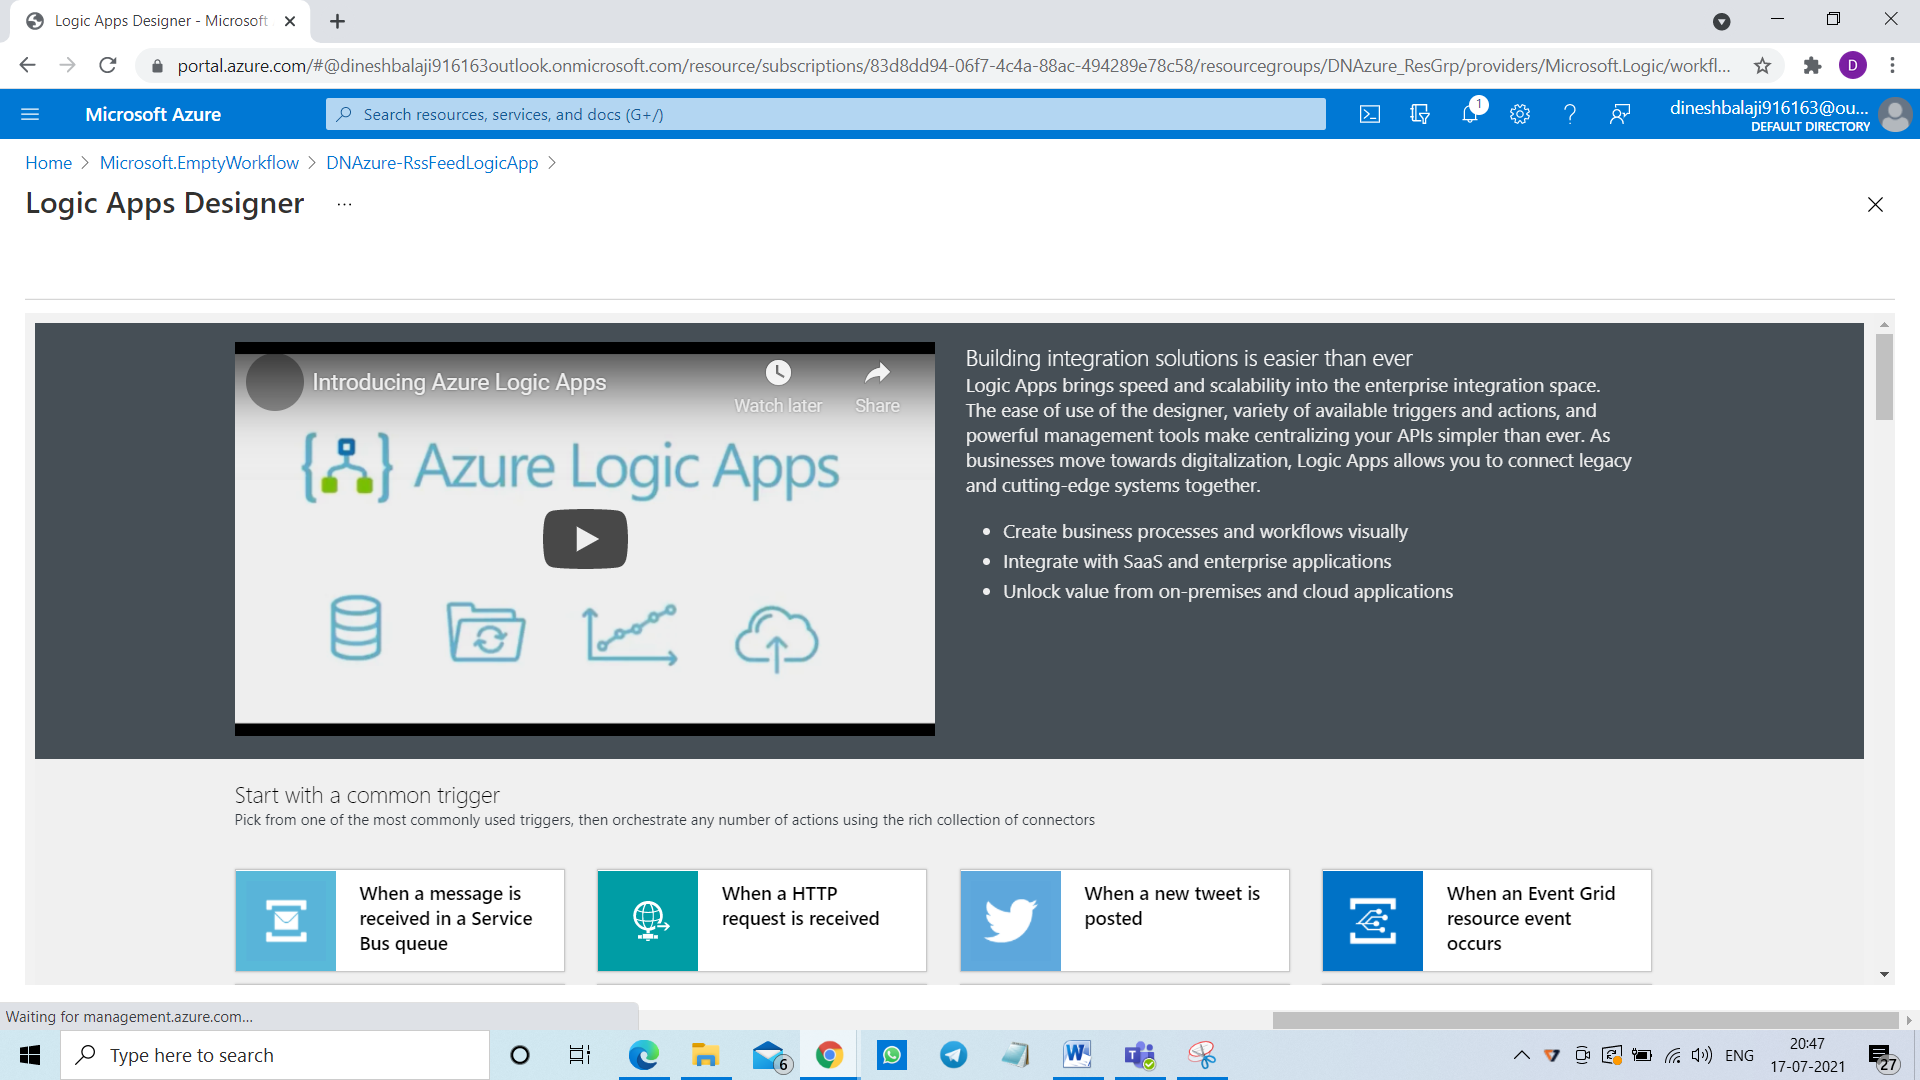 Logic Apps Designer - Microsoft
portal.azure.com/#@dineshbalaji916163outlook.onmicrosoft.com/resource/subscriptions/83d8dd94-06f7-4c4a-88ac-494289e78c58/resourcegroups/DNAzure_ResGrp/providers/Microsoft.Logic/workfl...
D
Microsoft Azure
Search resources, services, and docs (G+/)
1
dineshbalaji916163@ou...
DEFAULT DIRECTORY
Home > Microsoft.EmptyWorkflow > DNAzure-RssFeedLogicApp >
Logic Apps Designer ...
Introducing Azure Logic Apps
Watch later
Share
Azure Logic Apps
Building integration solutions is easier than ever
Logic Apps brings speed and scalability into the enterprise integration space.
The ease of use of the designer, variety of available triggers and actions, and
powerful management tools make centralizing your APIs simpler than ever. As
businesses move towards digitalization, Logic Apps allows you to connect legacy
and cutting-edge systems together.
• Create business processes and workflows visually
• Integrate with SaaS and enterprise applications
• Unlock value from on-premises and cloud applications
Start with a common trigger
Pick from one of the most commonly used triggers, then orchestrate any number of actions using the rich collection of connectors
When a message is
received in a Service
Bus queue
When a HTTP
request is received
When a new tweet is
posted
When an Event Grid
resource event
occurs
Waiting for management.azure.com...
Type here to search
6
ENG
20:47
17-07-2021
27